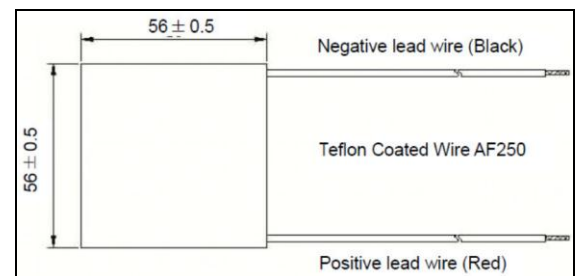 56 ± 0.5
Negative lead wire (Black)
56 ± 0.5
Teflon Coated Wire AF250
Positive lead wire (Red)